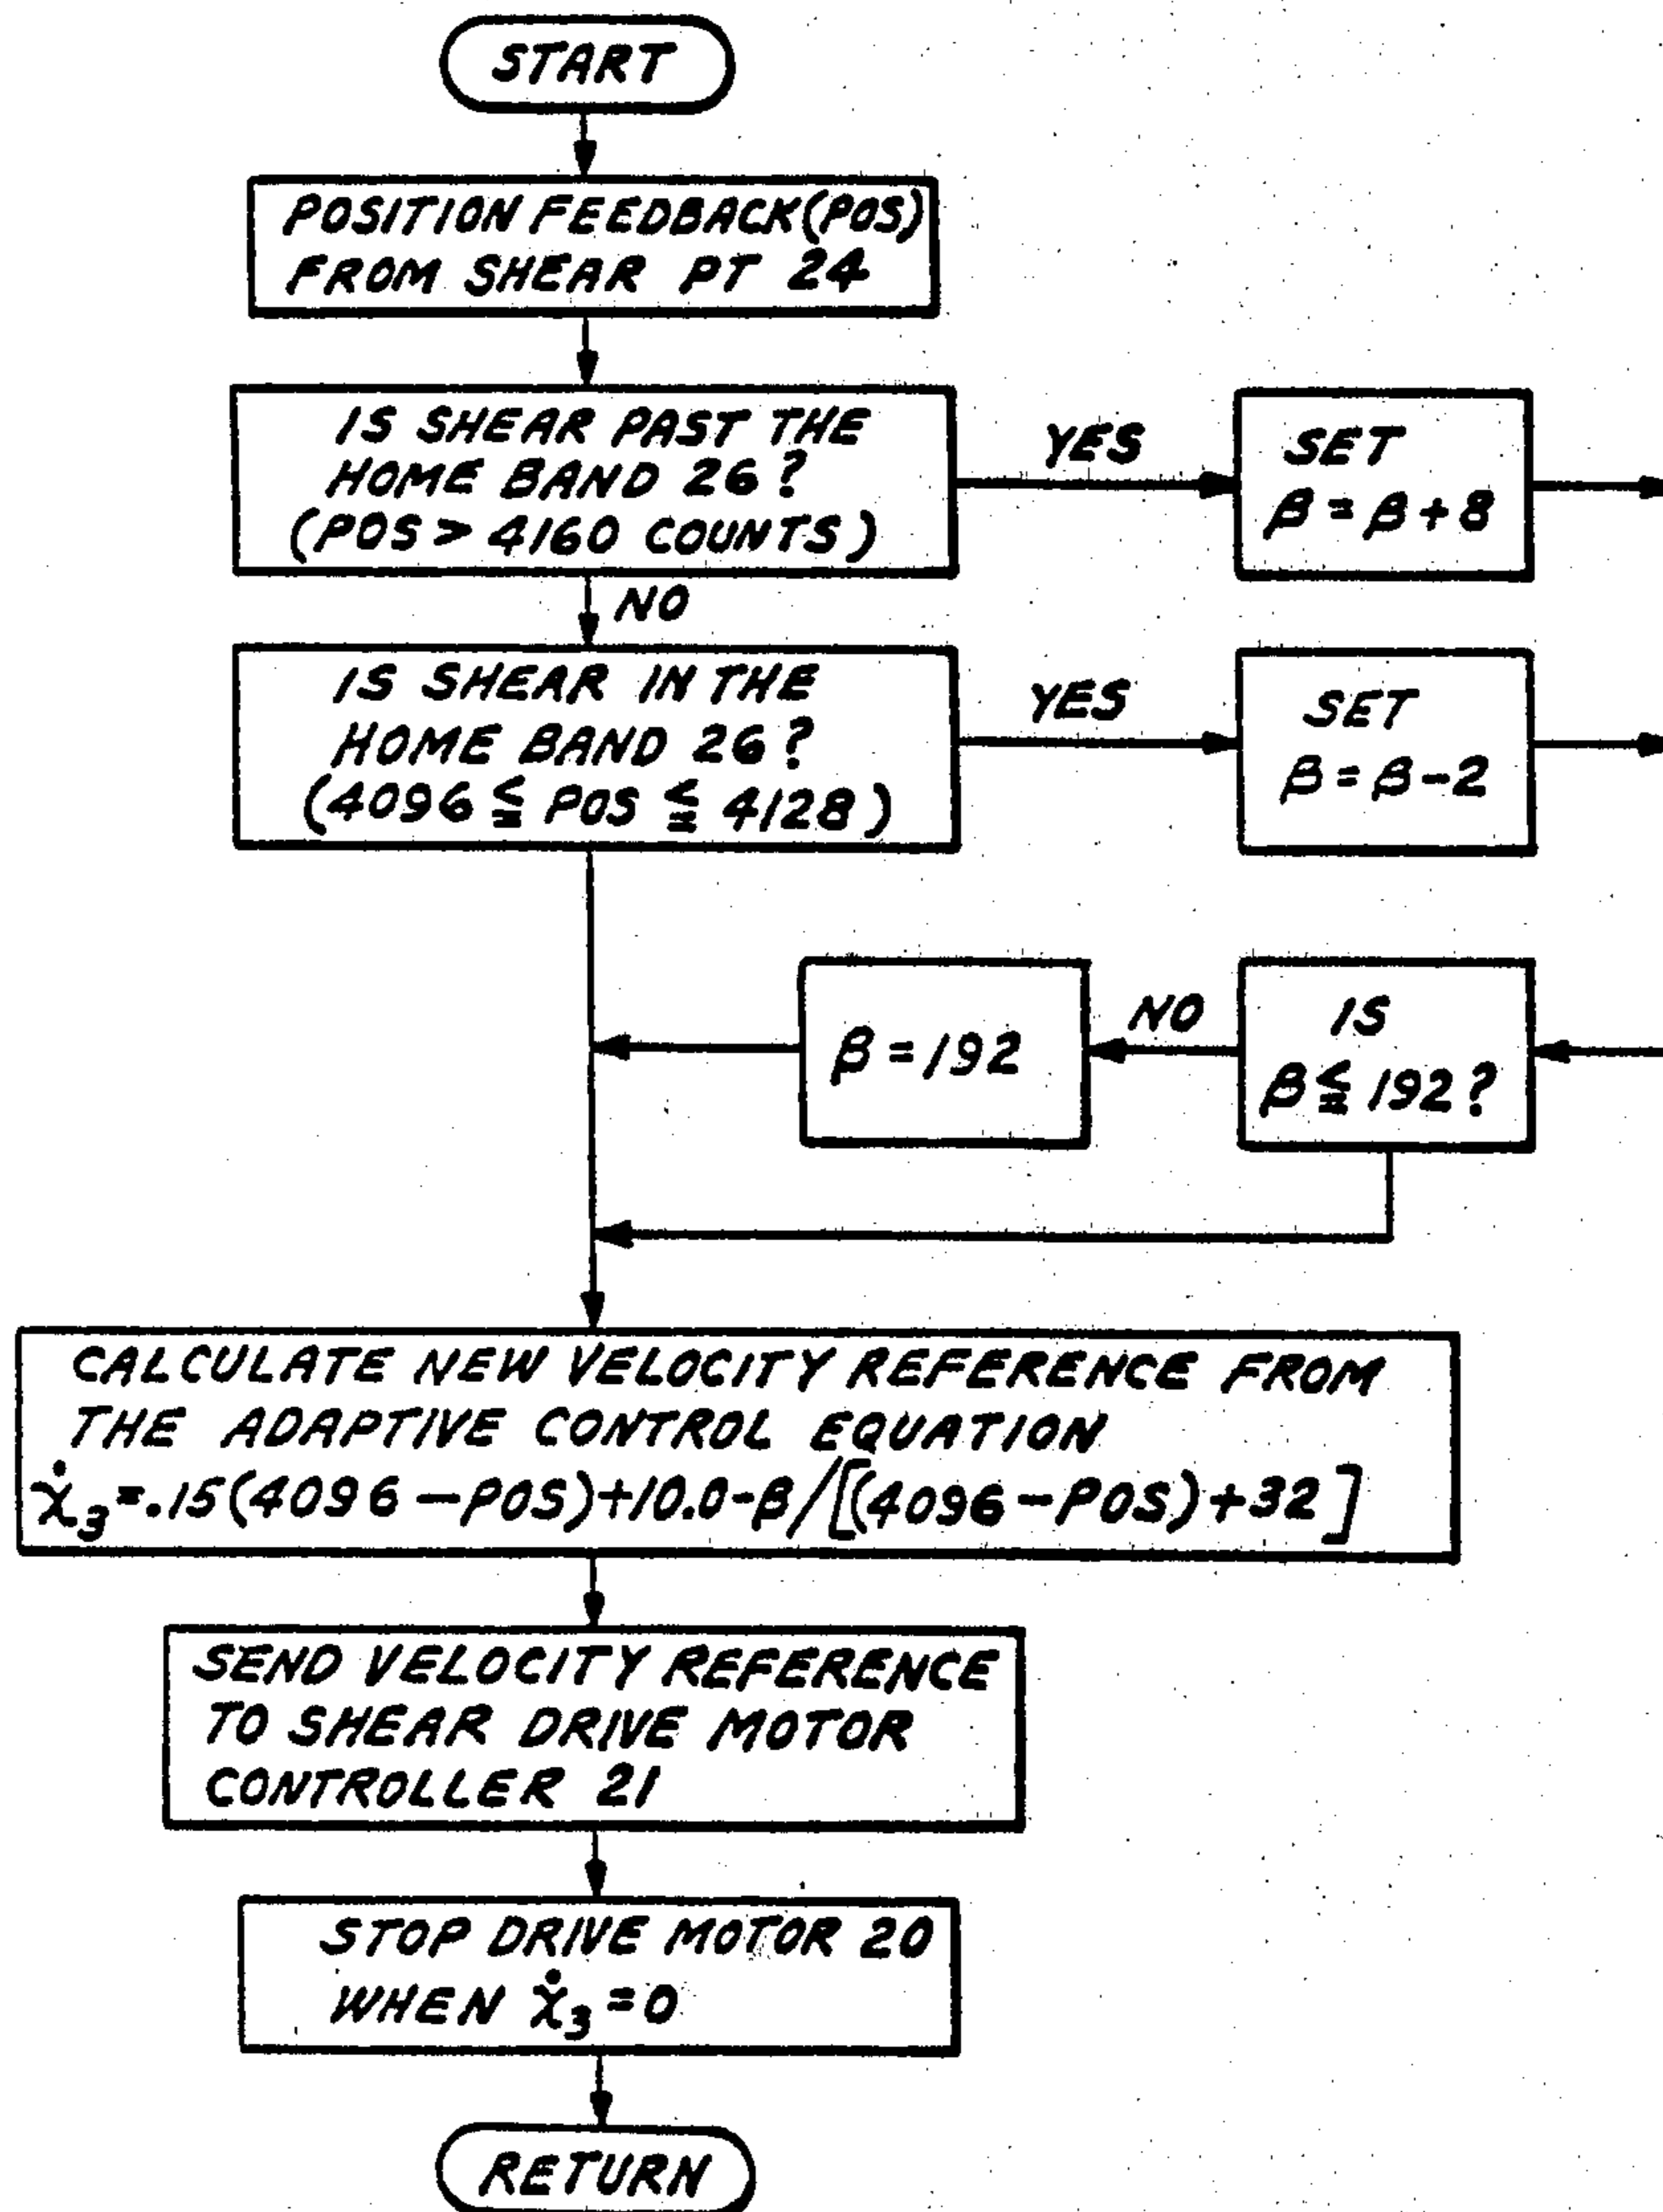 START
POSITION FEEDBACK (POS)
FROM SHEAR PT 24
IS SHEAR PAST THE
HOME BAND 26?
(POS > 4160 COUNTS)
YES
SET
β = β + 8
NO
IS SHEAR IN THE
HOME BAND 26?
(4096 ≦ POS ≦ 4128)
YES
SET
β = β - 2
β = 192
NO
IS
β ≦ 192?
CALCULATE NEW VELOCITY REFERENCE FROM
THE ADAPTIVE CONTROL EQUATION
ẋ₃ = .15(4096 - POS) + 10.0 - β/[(4096 - POS) + 32]
SEND VELOCITY REFERENCE
TO SHEAR DRIVE MOTOR
CONTROLLER 21
STOP DRIVE MOTOR 20
WHEN ẋ₃ = 0
RETURN